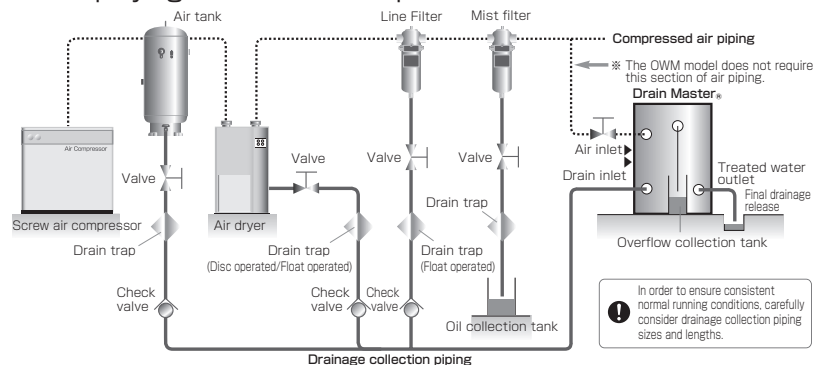 Air tank
Line Filter
Mist filter
Compressed air piping
※ The OWM model does not require
this section of air piping.
Drain Master®
Air Compressor
Valve
Valve
Valve
Valve
Air inlet
Drain inlet
Treated water
outlet
Final drainage
release
Screw air compressor
Air dryer
Drain trap
Drain trap
Drain trap
(Disc operated/Float operated)
Drain trap
(Float operated)
Overflow collection tank
Check
valve
Check
valve
Check
valve
Oil collection tank
In order to ensure consistent
normal running conditions, carefully
consider drainage collection piping
sizes and lengths.
Drainage collection piping